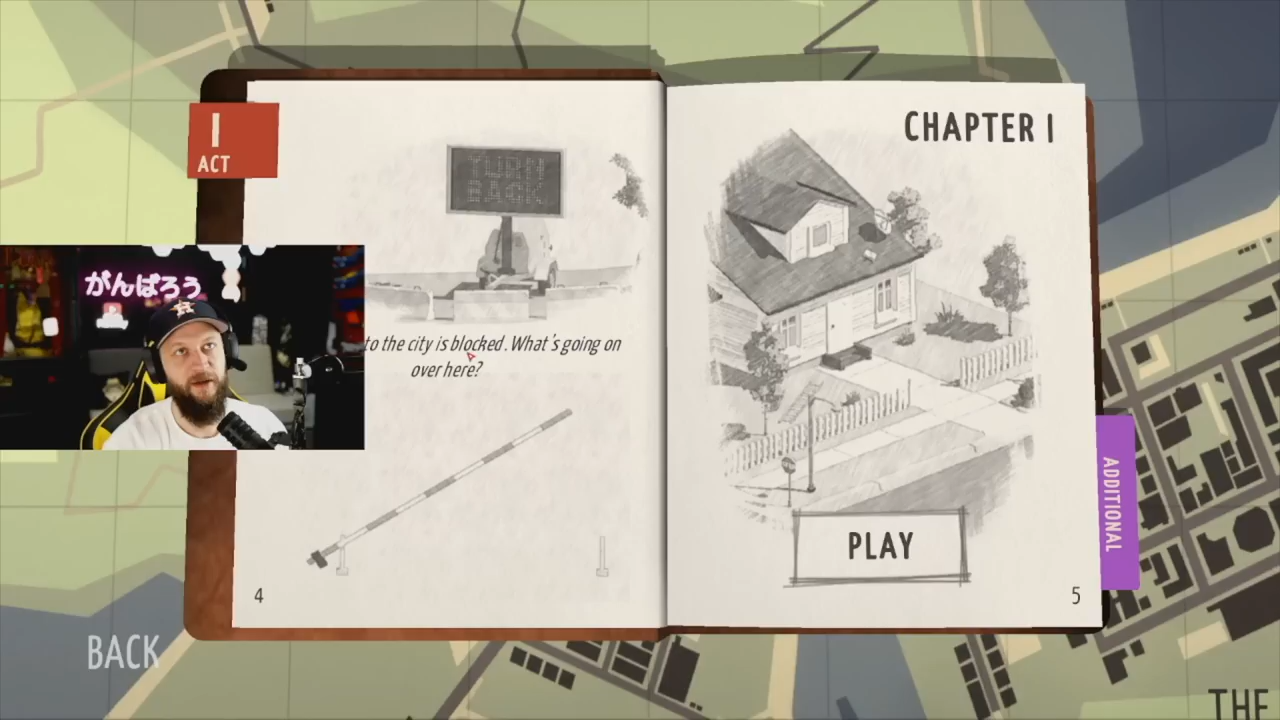 I
ACT
TURN
BACK
がんばろう
to the city is blocked. What's going on
over here?
4
CHAPTER I
PLAY
5
ADDITIONAL
BACK
THE